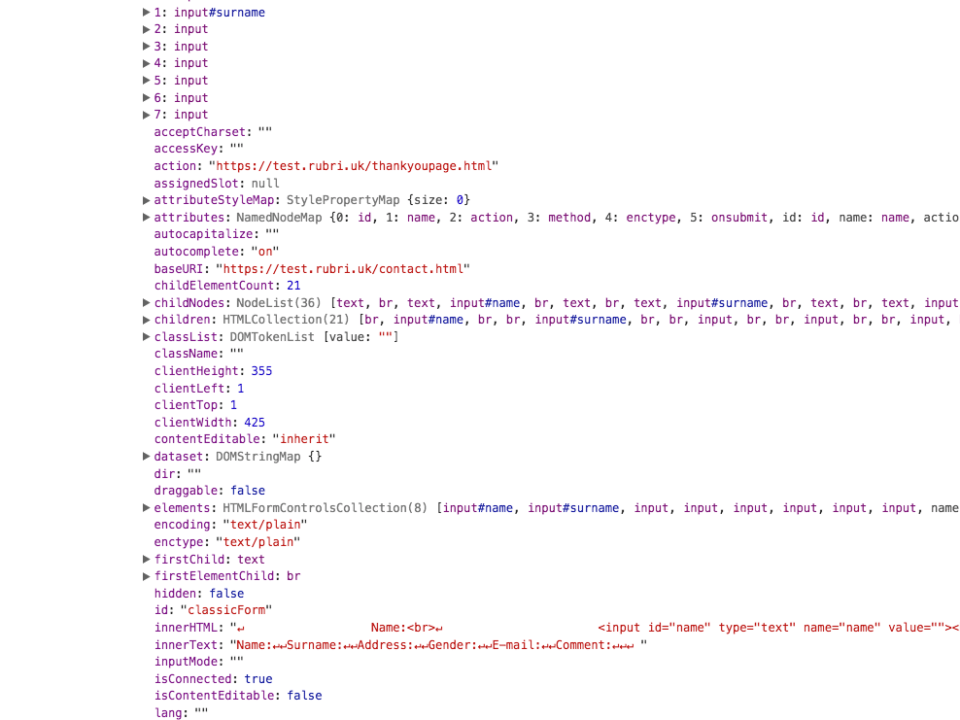 ▶1: input#surname
▶2: input
▶3: input
▶4: input
▶5: input
▶6: input
▶7: input
acceptCharset: ""
accessKey: ""
action: "https://test.rubri.uk/thankyoupage.html"
assignedSlot: null
▶attributeStyleMap: StylePropertyMap {size: 0}
▶attributes: NamedNodeMap {0: id, 1: name, 2: action, 3: method, 4: enctype, 5: onsubmit, id: id, name: name, actio
autocapitalize: ""
autocomplete: "on"
baseURI: "https://test.rubri.uk/contact.html"
childElementCount: 21
▶childNodes: NodeList(36) [text, br, text, input#name, br, text, br, text, input#surname, br, text, br, text, input
▶children: HTMLCollection(21) [br, input#name, br, br, input#surname, br, br, input, br, br, input, br, br, input,
▶classList: DOMTokenList [value: ""]
className: ""
clientHeight: 355
clientLeft: 1
clientTop: 1
clientWidth: 425
contentEditable: "inherit"
▶dataset: DOMStringMap {}
dir: ""
draggable: false
▶elements: HTMLFormControlsCollection(8) [input#name, input#surname, input, input, input, input, input, input, name
encoding: "text/plain"
enctype: "text/plain"
▶firstChild: text
▶firstElementChild: br
hidden: false
id: "classicForm"
innerHTML: "↵ Name:<br>↵ <input id="name" type="text" name="name" value=""><
innerText: "Name:↵↵Surname:↵↵Address:↵↵Gender:↵↵E-mail:↵↵Comment:↵↵↵ "
inputMode: ""
isConnected: true
isContentEditable: false
lang: ""